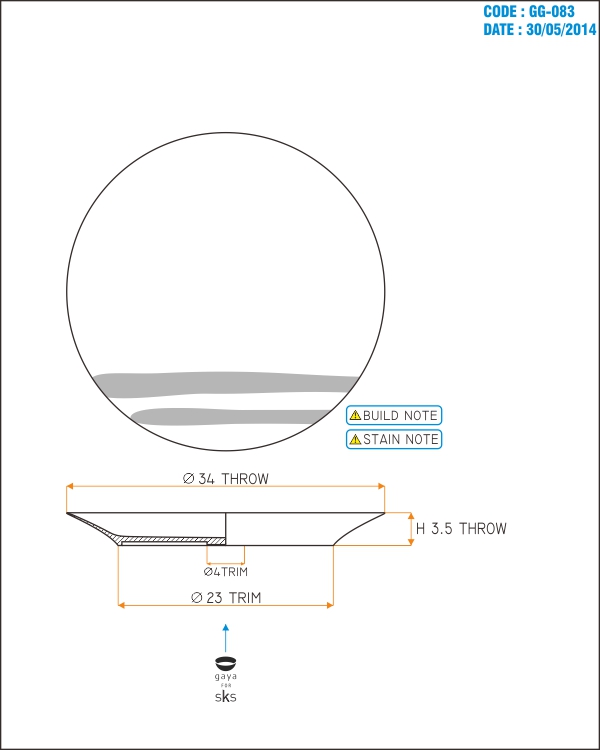 CODE : GG-083
DATE : 30/05/2014
BUILD NOTE
STAIN NOTE
Ø 34 THROW
H 3.5 THROW
Ø4TRIM
Ø 23 TRIM
gaya
FOR
sks